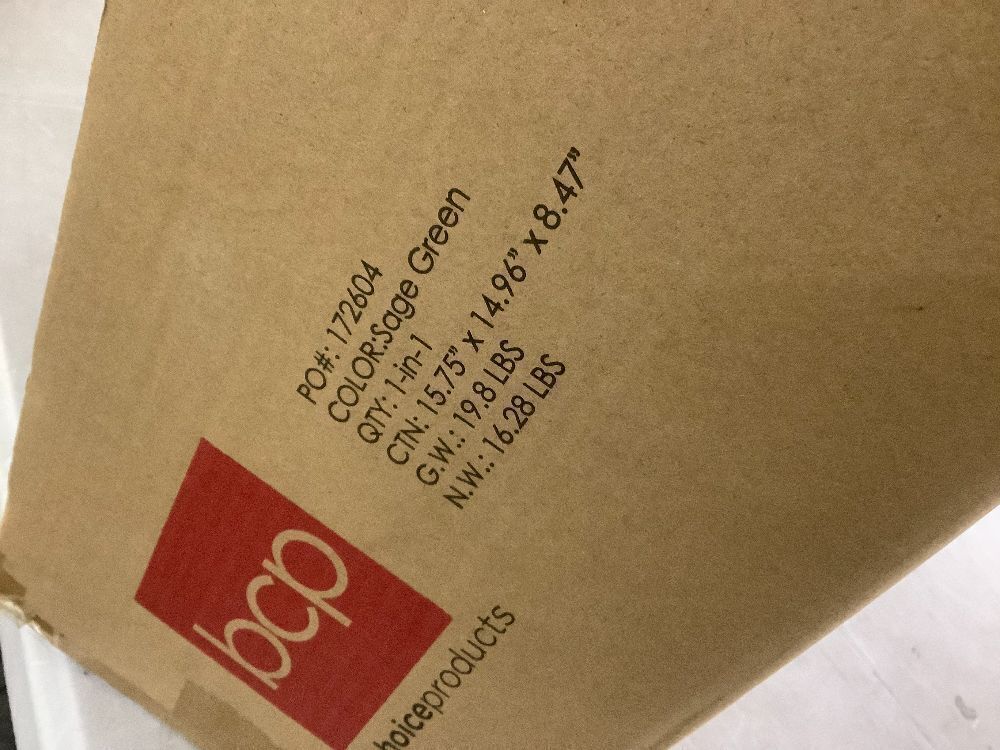 PO#: 172604
COLOR:Sage Green
QTY: 1-in-1
CTN: 15.75" x 14.96" x 8.47"
G.W.: 19.8 LBS
N.W.: 16.28 LBS
bcp
hoiceproducts